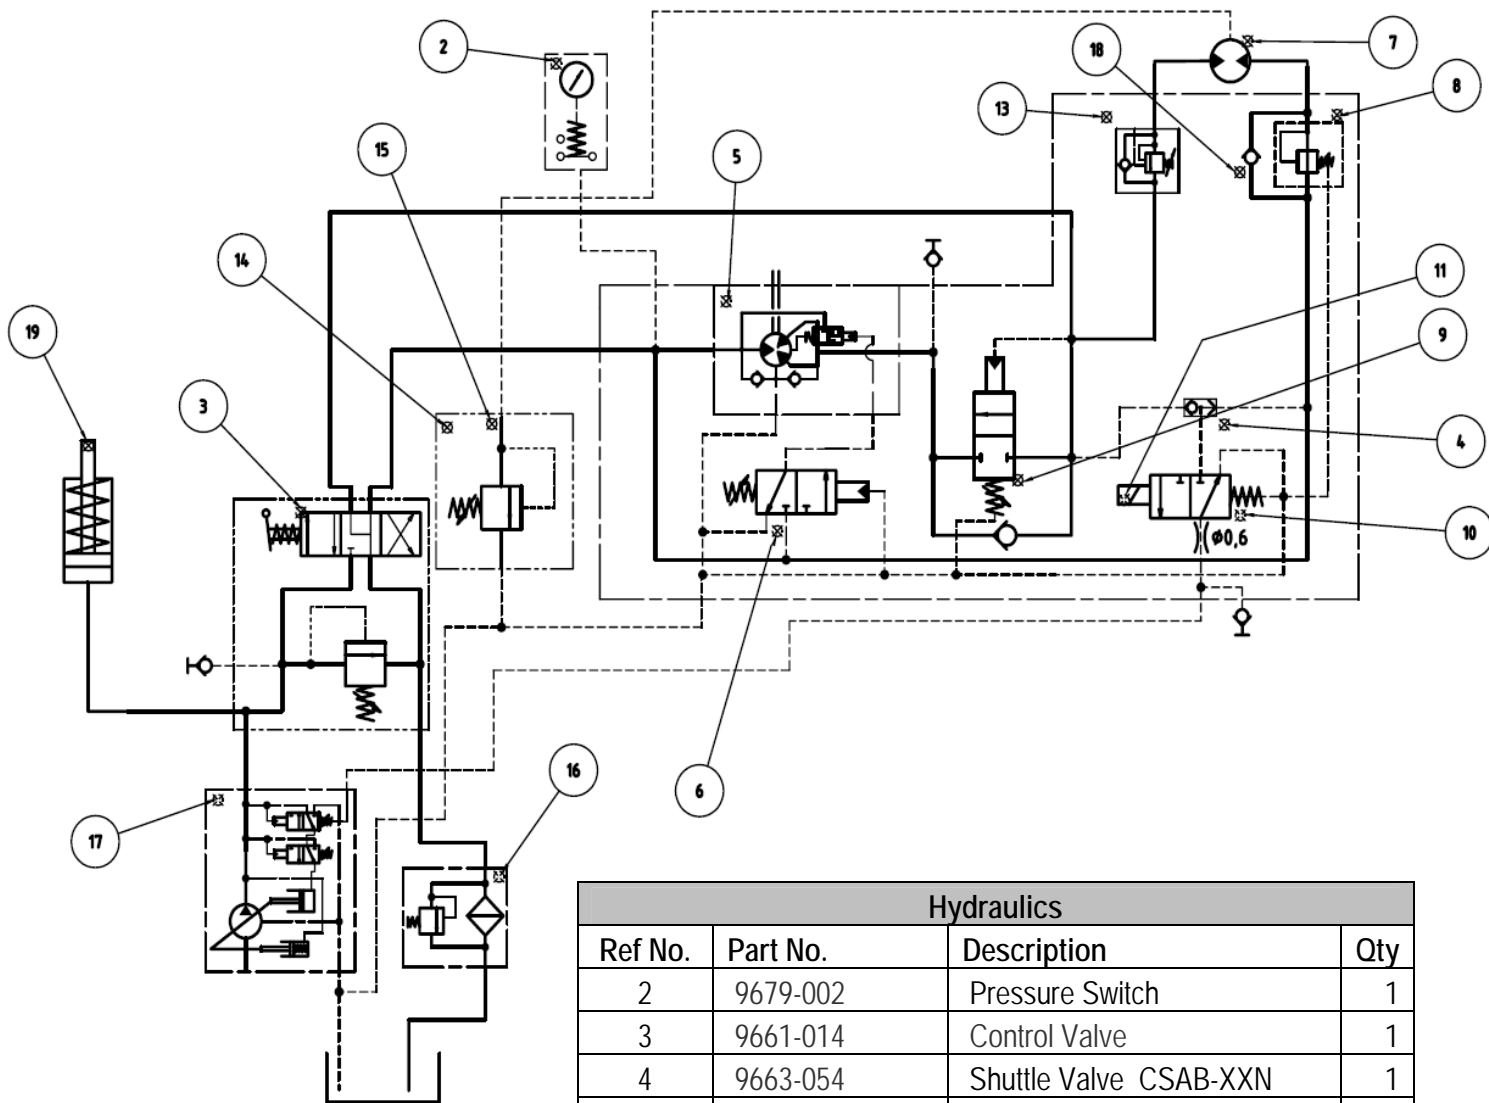 2
7
18
8
13
15
5
14
11
19
9
3
4
10
Ø0,6
6
16
17
Hydraulics
Ref No. Part No. Description Qty
2 9679-002 Pressure Switch 1
3 9661-014 Control Valve 1
4 9663-054 Shuttle Valve CSAB-XXN 1